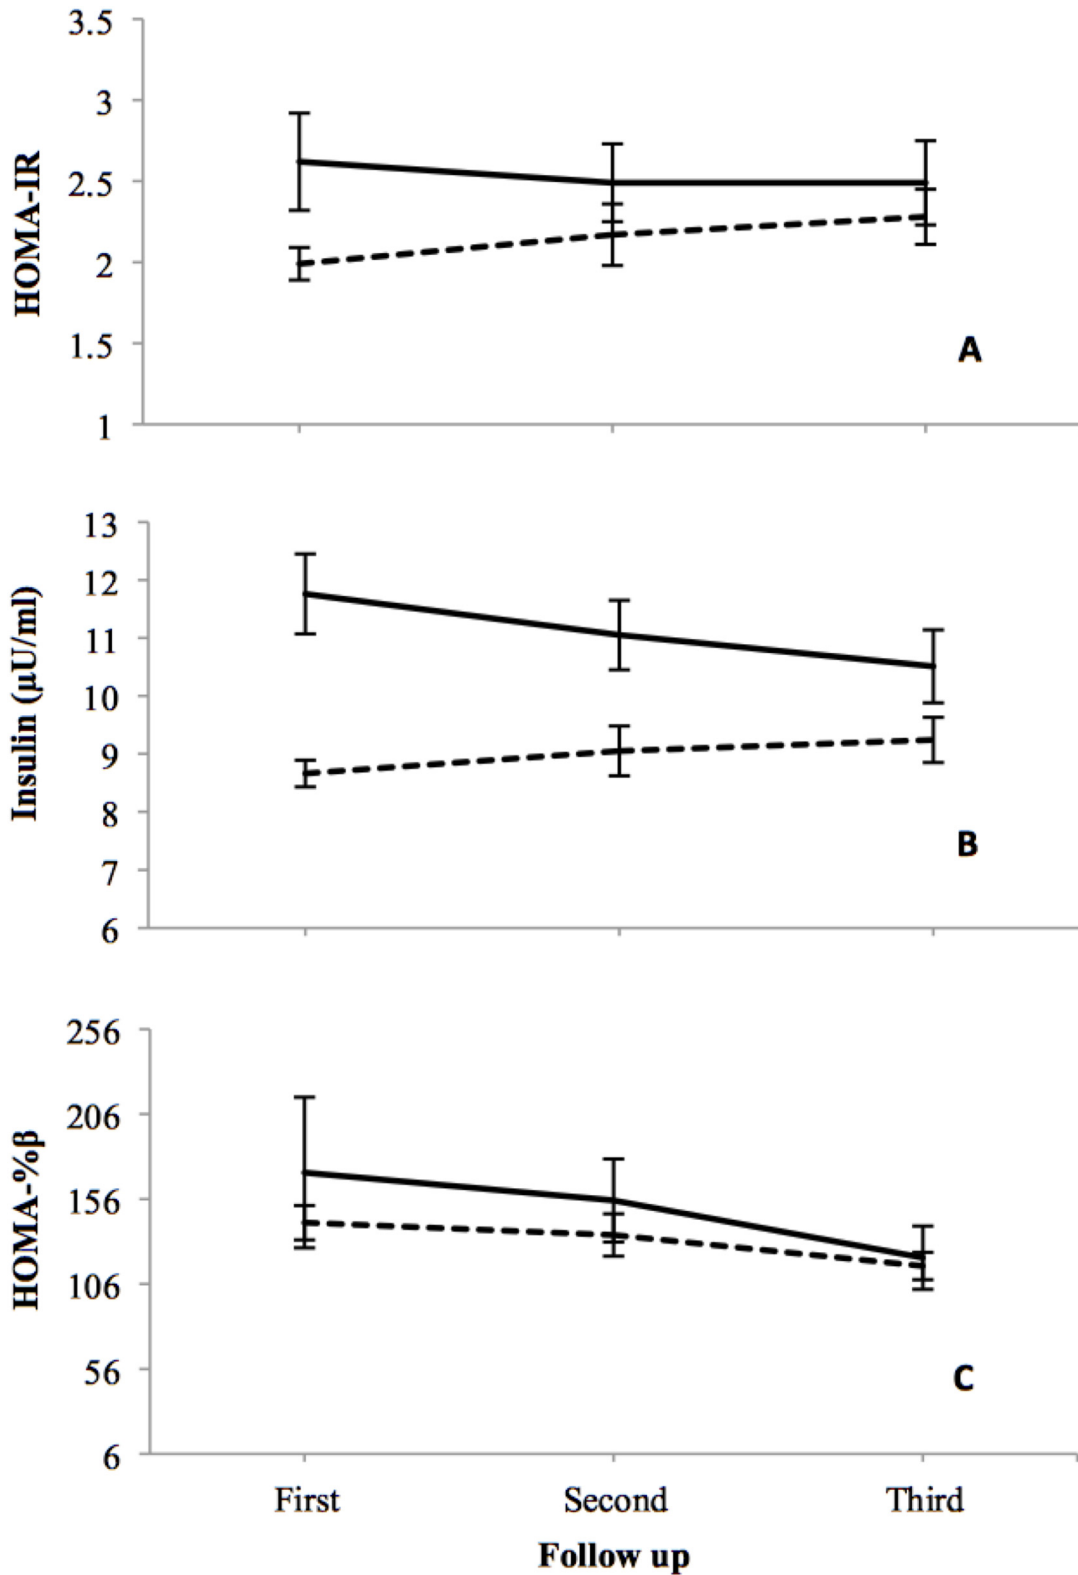 3.5
3
2.5
2
1.5
1
HOMA-IR
A
13
12
11
10
9
8
7
6
Insulin (µU/ml)
B
256
206
156
106
56
6
HOMA-%β
C
First Second Third
Follow up